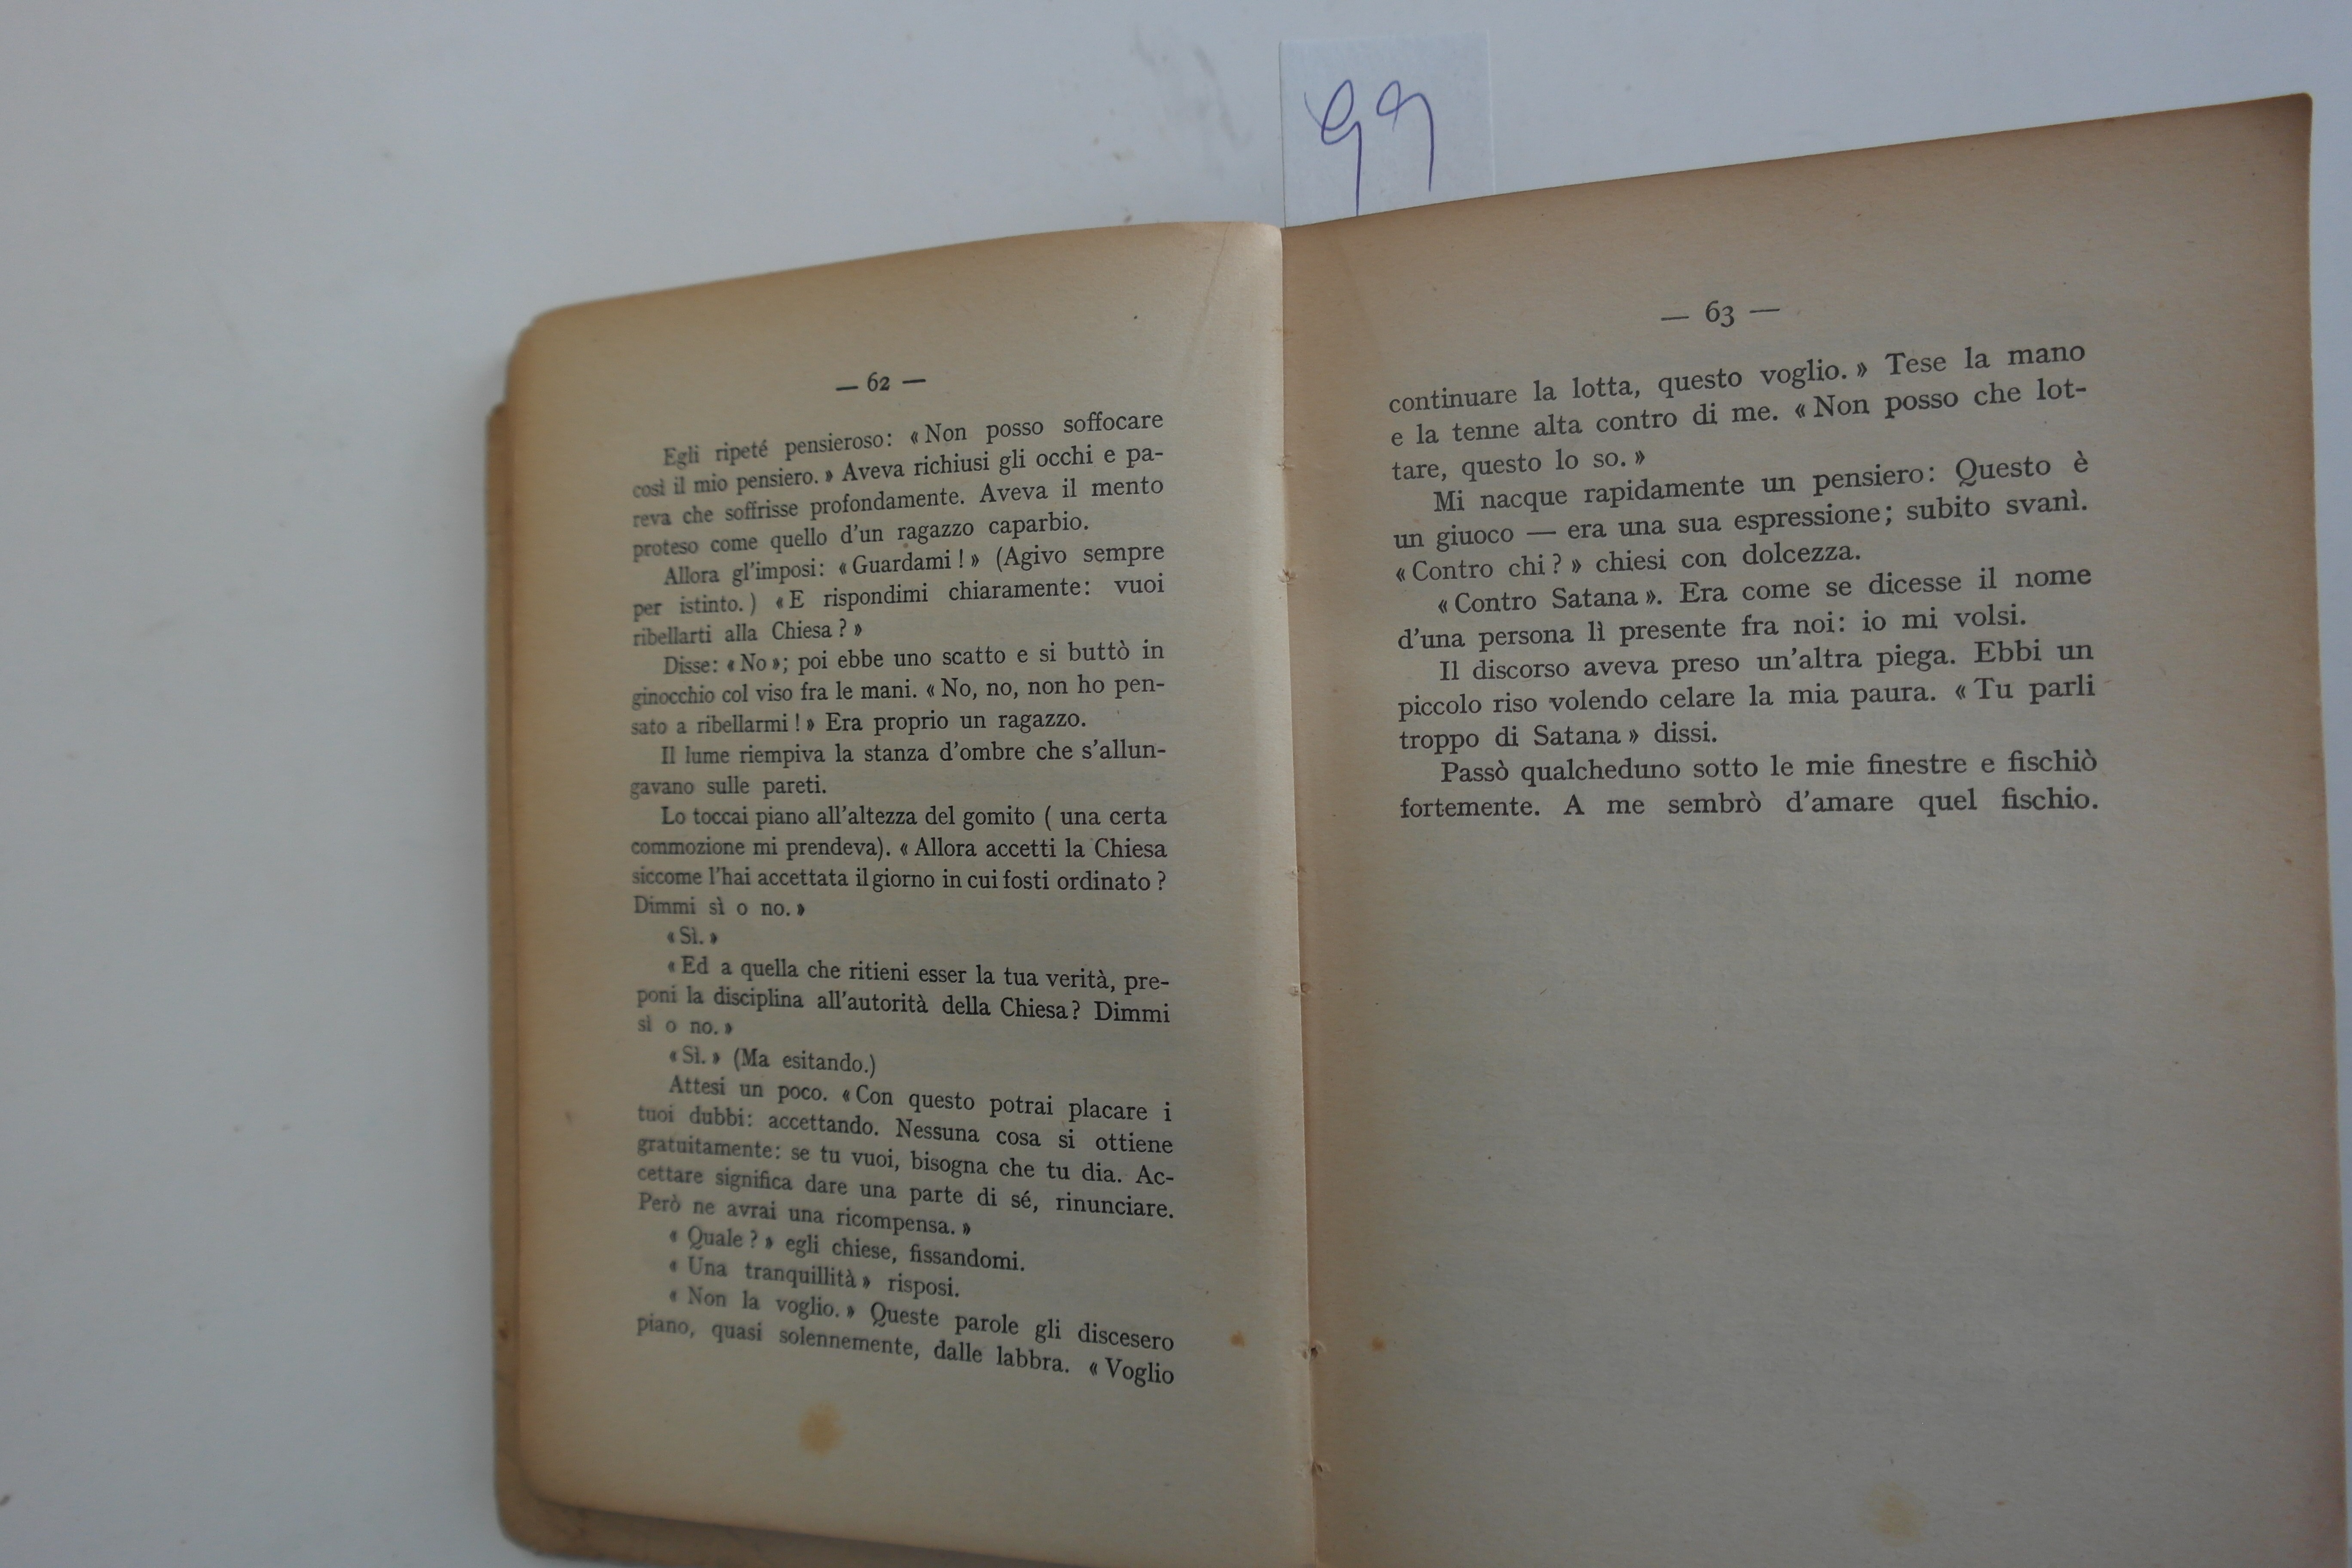 99
— 62 —
Egli ripeté pensieroso: « Non posso soffocare
così il mio pensiero. » Aveva richiusi gli occhi e pa-
reva che soffrisse profondamente. Aveva il mento
proteso come quello d'un ragazzo caparbio.
Allora gl'imposi: « Guardami ! » (Agivo sempre
per istinto. ) « E rispondimi chiaramente: vuoi
ribellarti alla Chiesa ? »
Disse: « No »; poi ebbe uno scatto e si buttò in
ginocchio col viso fra le mani. « No, no, non ho pen-
sato a ribellarmi ! » Era proprio un ragazzo.
Il lume riempiva la stanza d'ombre che s'allun-
gavano sulle pareti.
Lo toccai piano all'altezza del gomito ( una certa
commozione mi prendeva). « Allora accetti la Chiesa
siccome l'hai accettata il giorno in cui fosti ordinato ?
Dimmi sì o no. »
« Sì. »
« Ed a quella che ritieni esser la tua verità, pre-
poni la disciplina all'autorità della Chiesa ? Dimmi
sì o no. »
« Sì. » (Ma esitando.)
Attesi un poco. « Con questo potrai placare i
tuoi dubbi: accettando. Nessuna cosa si ottiene
gratuitamente: se tu vuoi, bisogna che tu dia. Ac-
cettare significa dare una parte di sé, rinunciare.
Però ne avrai una ricompensa. »
« Quale ? » egli chiese, fissandomi.
« Una tranquillità » risposi.
« Non la voglio. » Queste parole gli discesero
piano, quasi solennemente, dalle labbra. « Voglio
— 63 —
continuare la lotta, questo voglio. » Tese la mano
e la tenne alta contro di me. « Non posso che lot-
tare, questo lo so. »
Mi nacque rapidamente un pensiero: Questo è
un giuoco — era una sua espressione; subito svanì.
« Contro chi ? » chiesi con dolcezza.
« Contro Satana ». Era come se dicesse il nome
d'una persona lì presente fra noi: io mi volsi.
Il discorso aveva preso un'altra piega. Ebbi un
piccolo riso volendo celare la mia paura. « Tu parli
troppo di Satana » dissi.
Passò qualcheduno sotto le mie finestre e fischiò
fortemente. A me sembrò d'amare quel fischio.